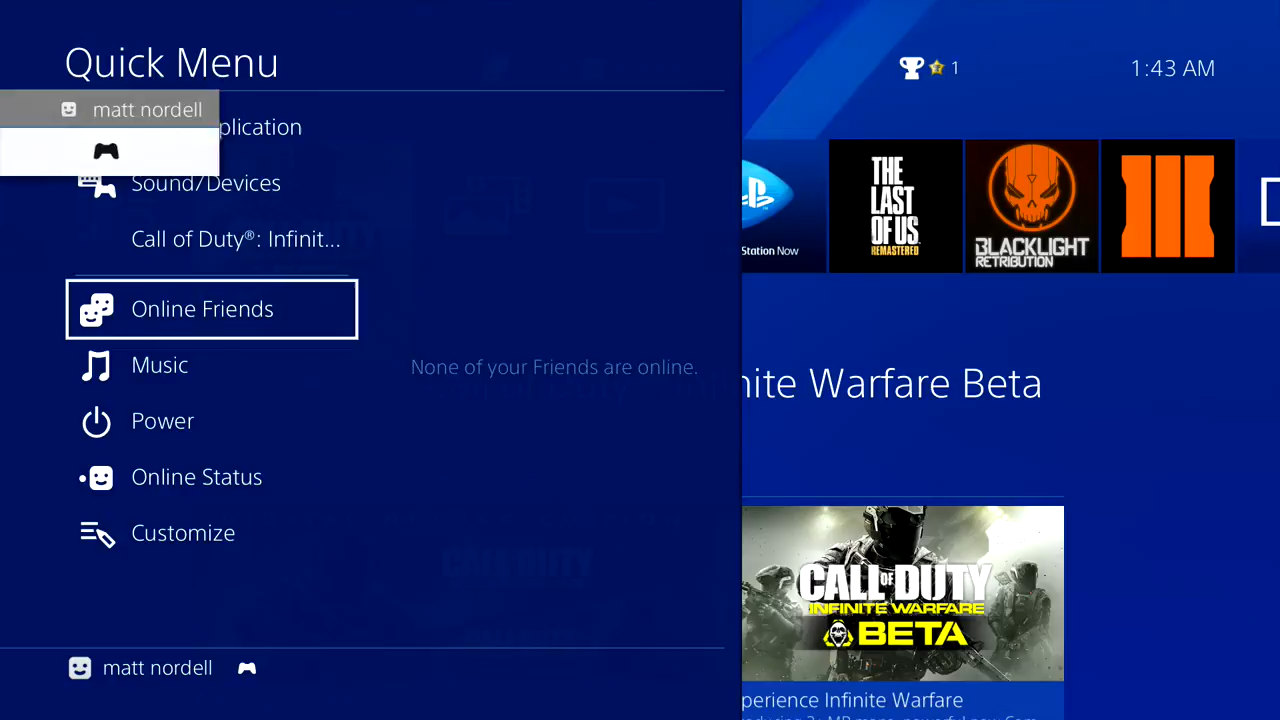 Quick Menu
matt nordell
plication
Sound/Devices
Call of Duty®: Infinit...
Online Friends
Music
Power
Online Status
Customize
None of your Friends are online.
matt nordell
1
1:43 AM
Station Now
THE
LAST
OF US
REMASTERED
BLACKLIGHT
RETRIBUTION
III
nite Warfare Beta
CALL OF DUTY
INFINITE WARFARE
BETA
perience Infinite Warfare